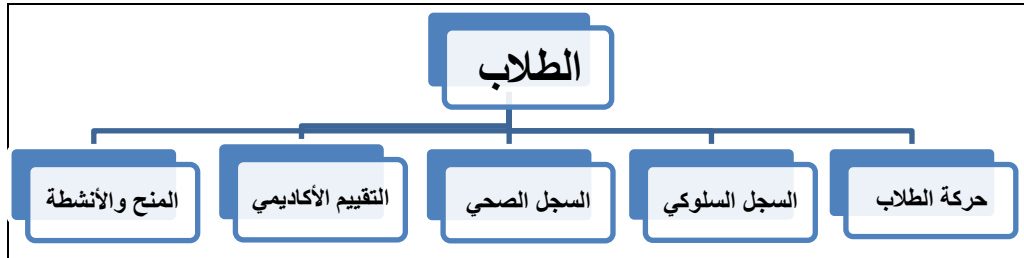 الطلاب
حركة الطلاب
السجل السلوكي
السجل الصحي
التقييم الأكاديمي
المنح والأنشطة